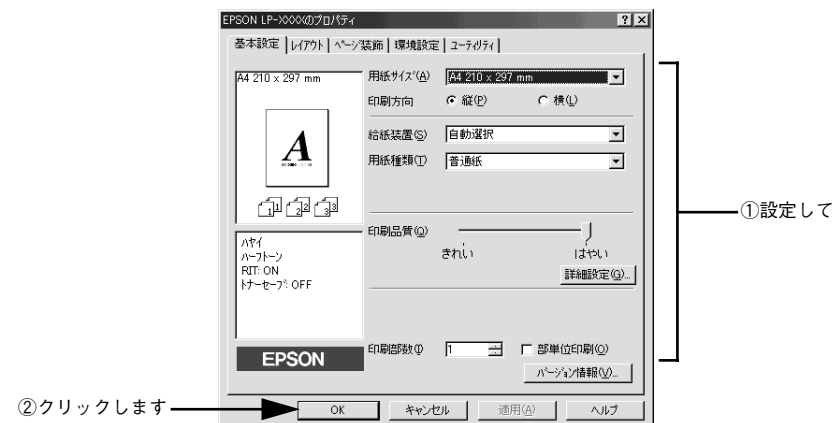 EPSON LP-XXXXのプロパティ
基本設定 レイアウト ページ装飾 環境設定 ユーティリティ
A4 210 x 297 mm
用紙サイズ(A) A4 210 x 297 mm
印刷方向 縦(P) 横(L)
給紙装置(S) 自動選択
用紙種類(T) 普通紙
A
1 1 2 2 3 3
①設定して
印刷品質(Q)
きれい はやい
詳細設定(G)...
ハヤイ
ハーフトーン
RIT: ON
トナーセーブ: OFF
印刷部数(I) 1 部単位印刷(O)
EPSON
バージョン情報(V)...
②クリックします
OK キャンセル 適用(A) ヘルプ